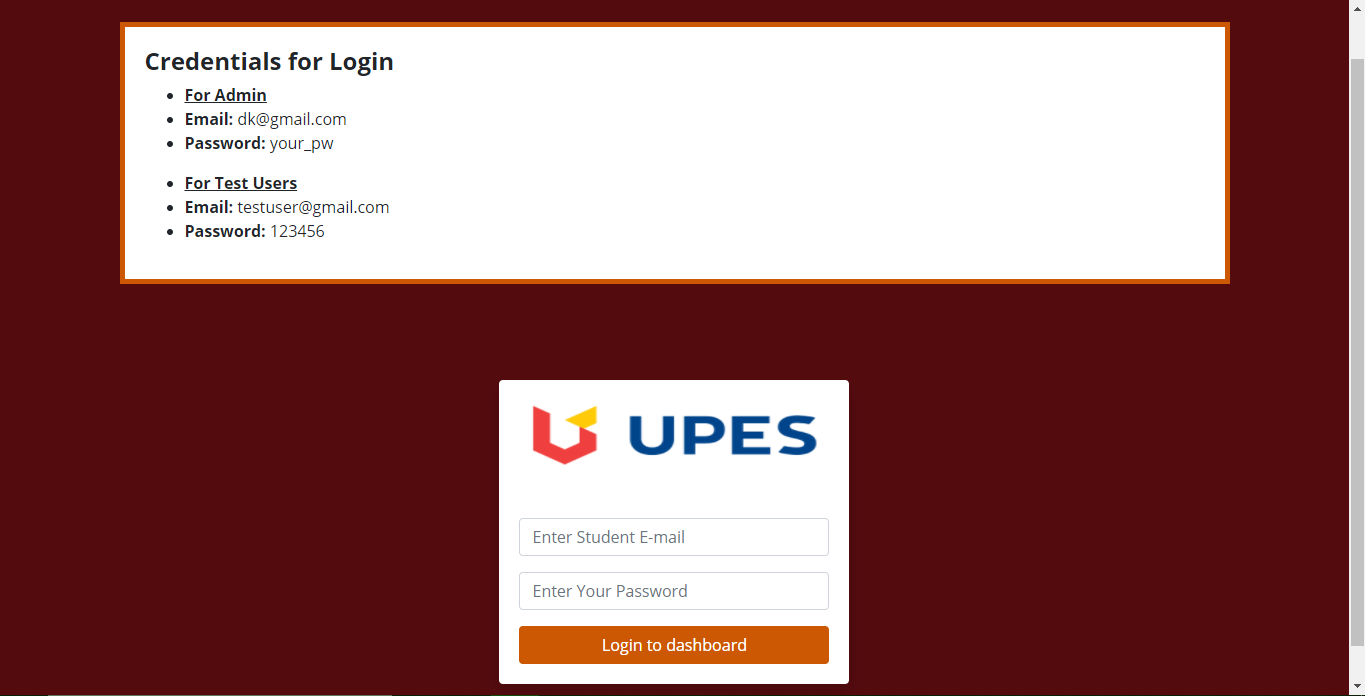 Credentials for Login
For Admin
Email: dk@gmail.com
Password: your_pw
For Test Users
Email: testuser@gmail.com
Password: 123456
UPES
Enter Student E-mail
Enter Your Password
Login to dashboard